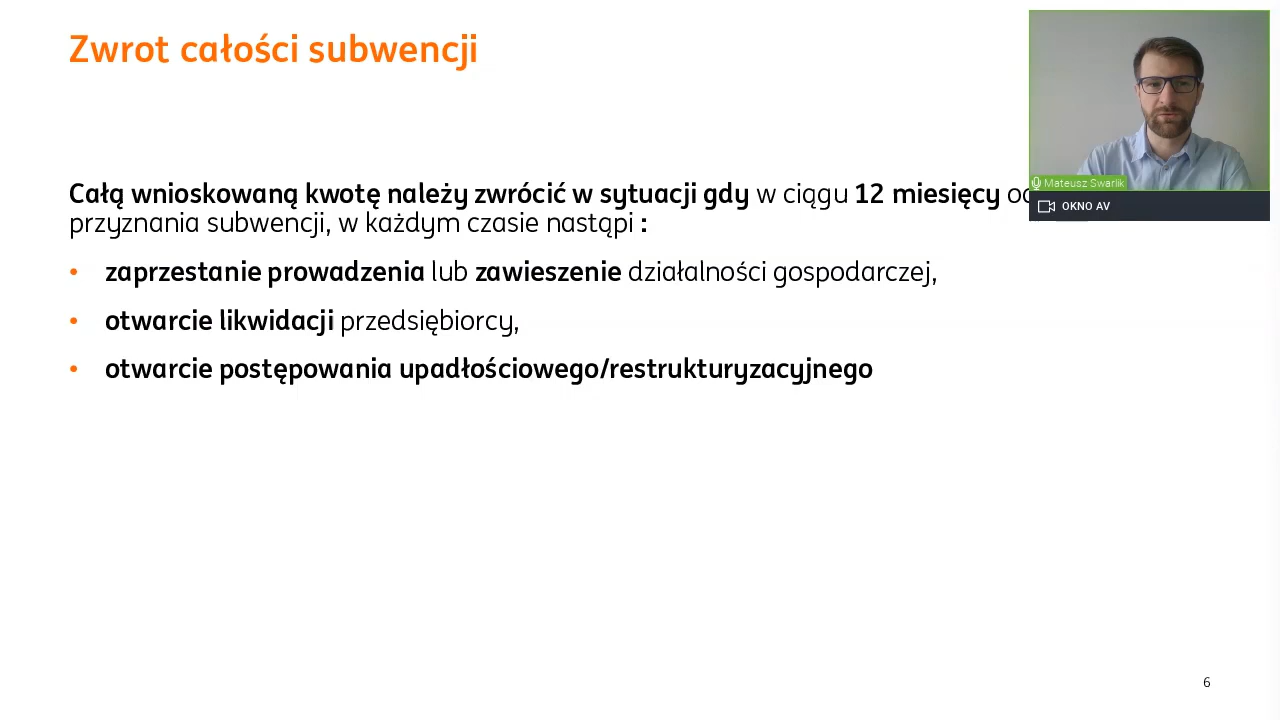 Zwrot całości subwencji
Całą wnioskowaną kwotę należy zwrócić w sytuacji gdy w ciągu 12 miesięcy
przyznania subwencji, w każdym czasie nastąpi :
• zaprzestanie prowadzenia lub zawieszenie działalności gospodarczej,
• otwarcie likwidacji przedsiębiorcy,
• otwarcie postępowania upadłościowego/restrukturyzacyjnego
Mateusz Swarlik
OKNO AV
6